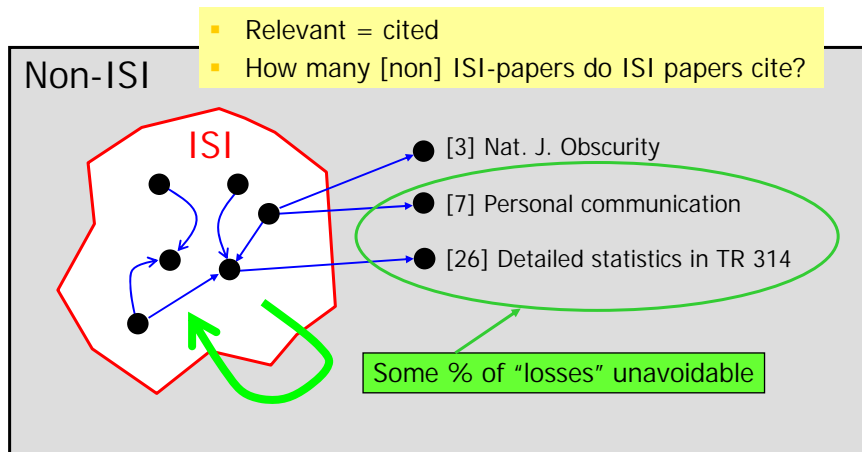 Relevant = cited
How many [non] ISI-papers do ISI papers cite?
Non-ISI
ISI
[3] Nat. J. Obscurity
[7] Personal communication
[26] Detailed statistics in TR 314
Some % of “losses” unavoidable